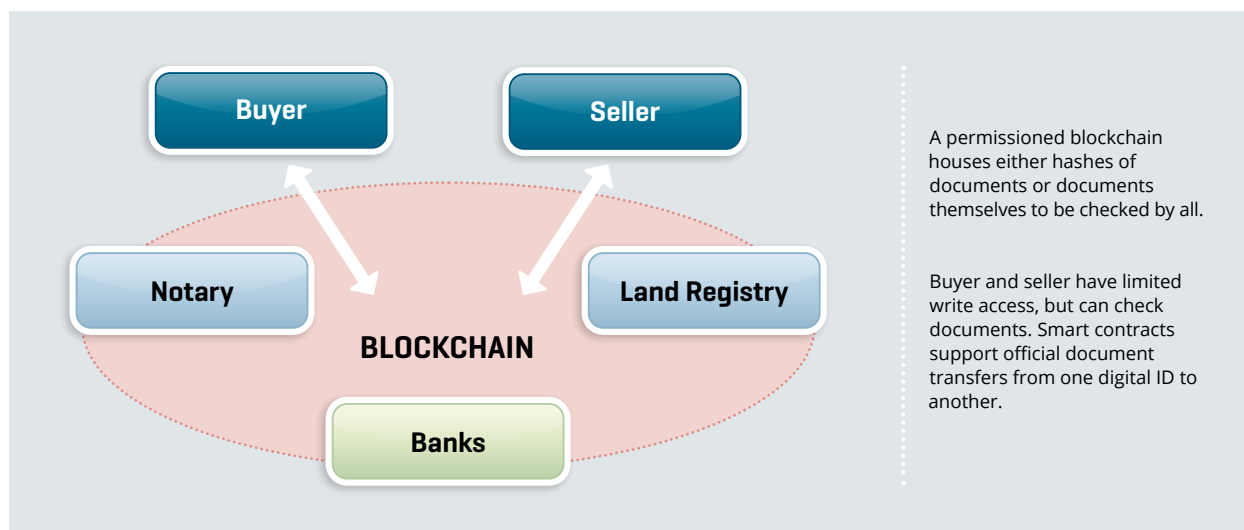 Buyer
Seller
Notary
Land Registry
BLOCKCHAIN
Banks
A permissioned blockchain
houses either hashes of
documents or documents
themselves to be checked by all.
Buyer and seller have limited
write access, but can check
documents. Smart contracts
support official document
transfers from one digital ID to
another.